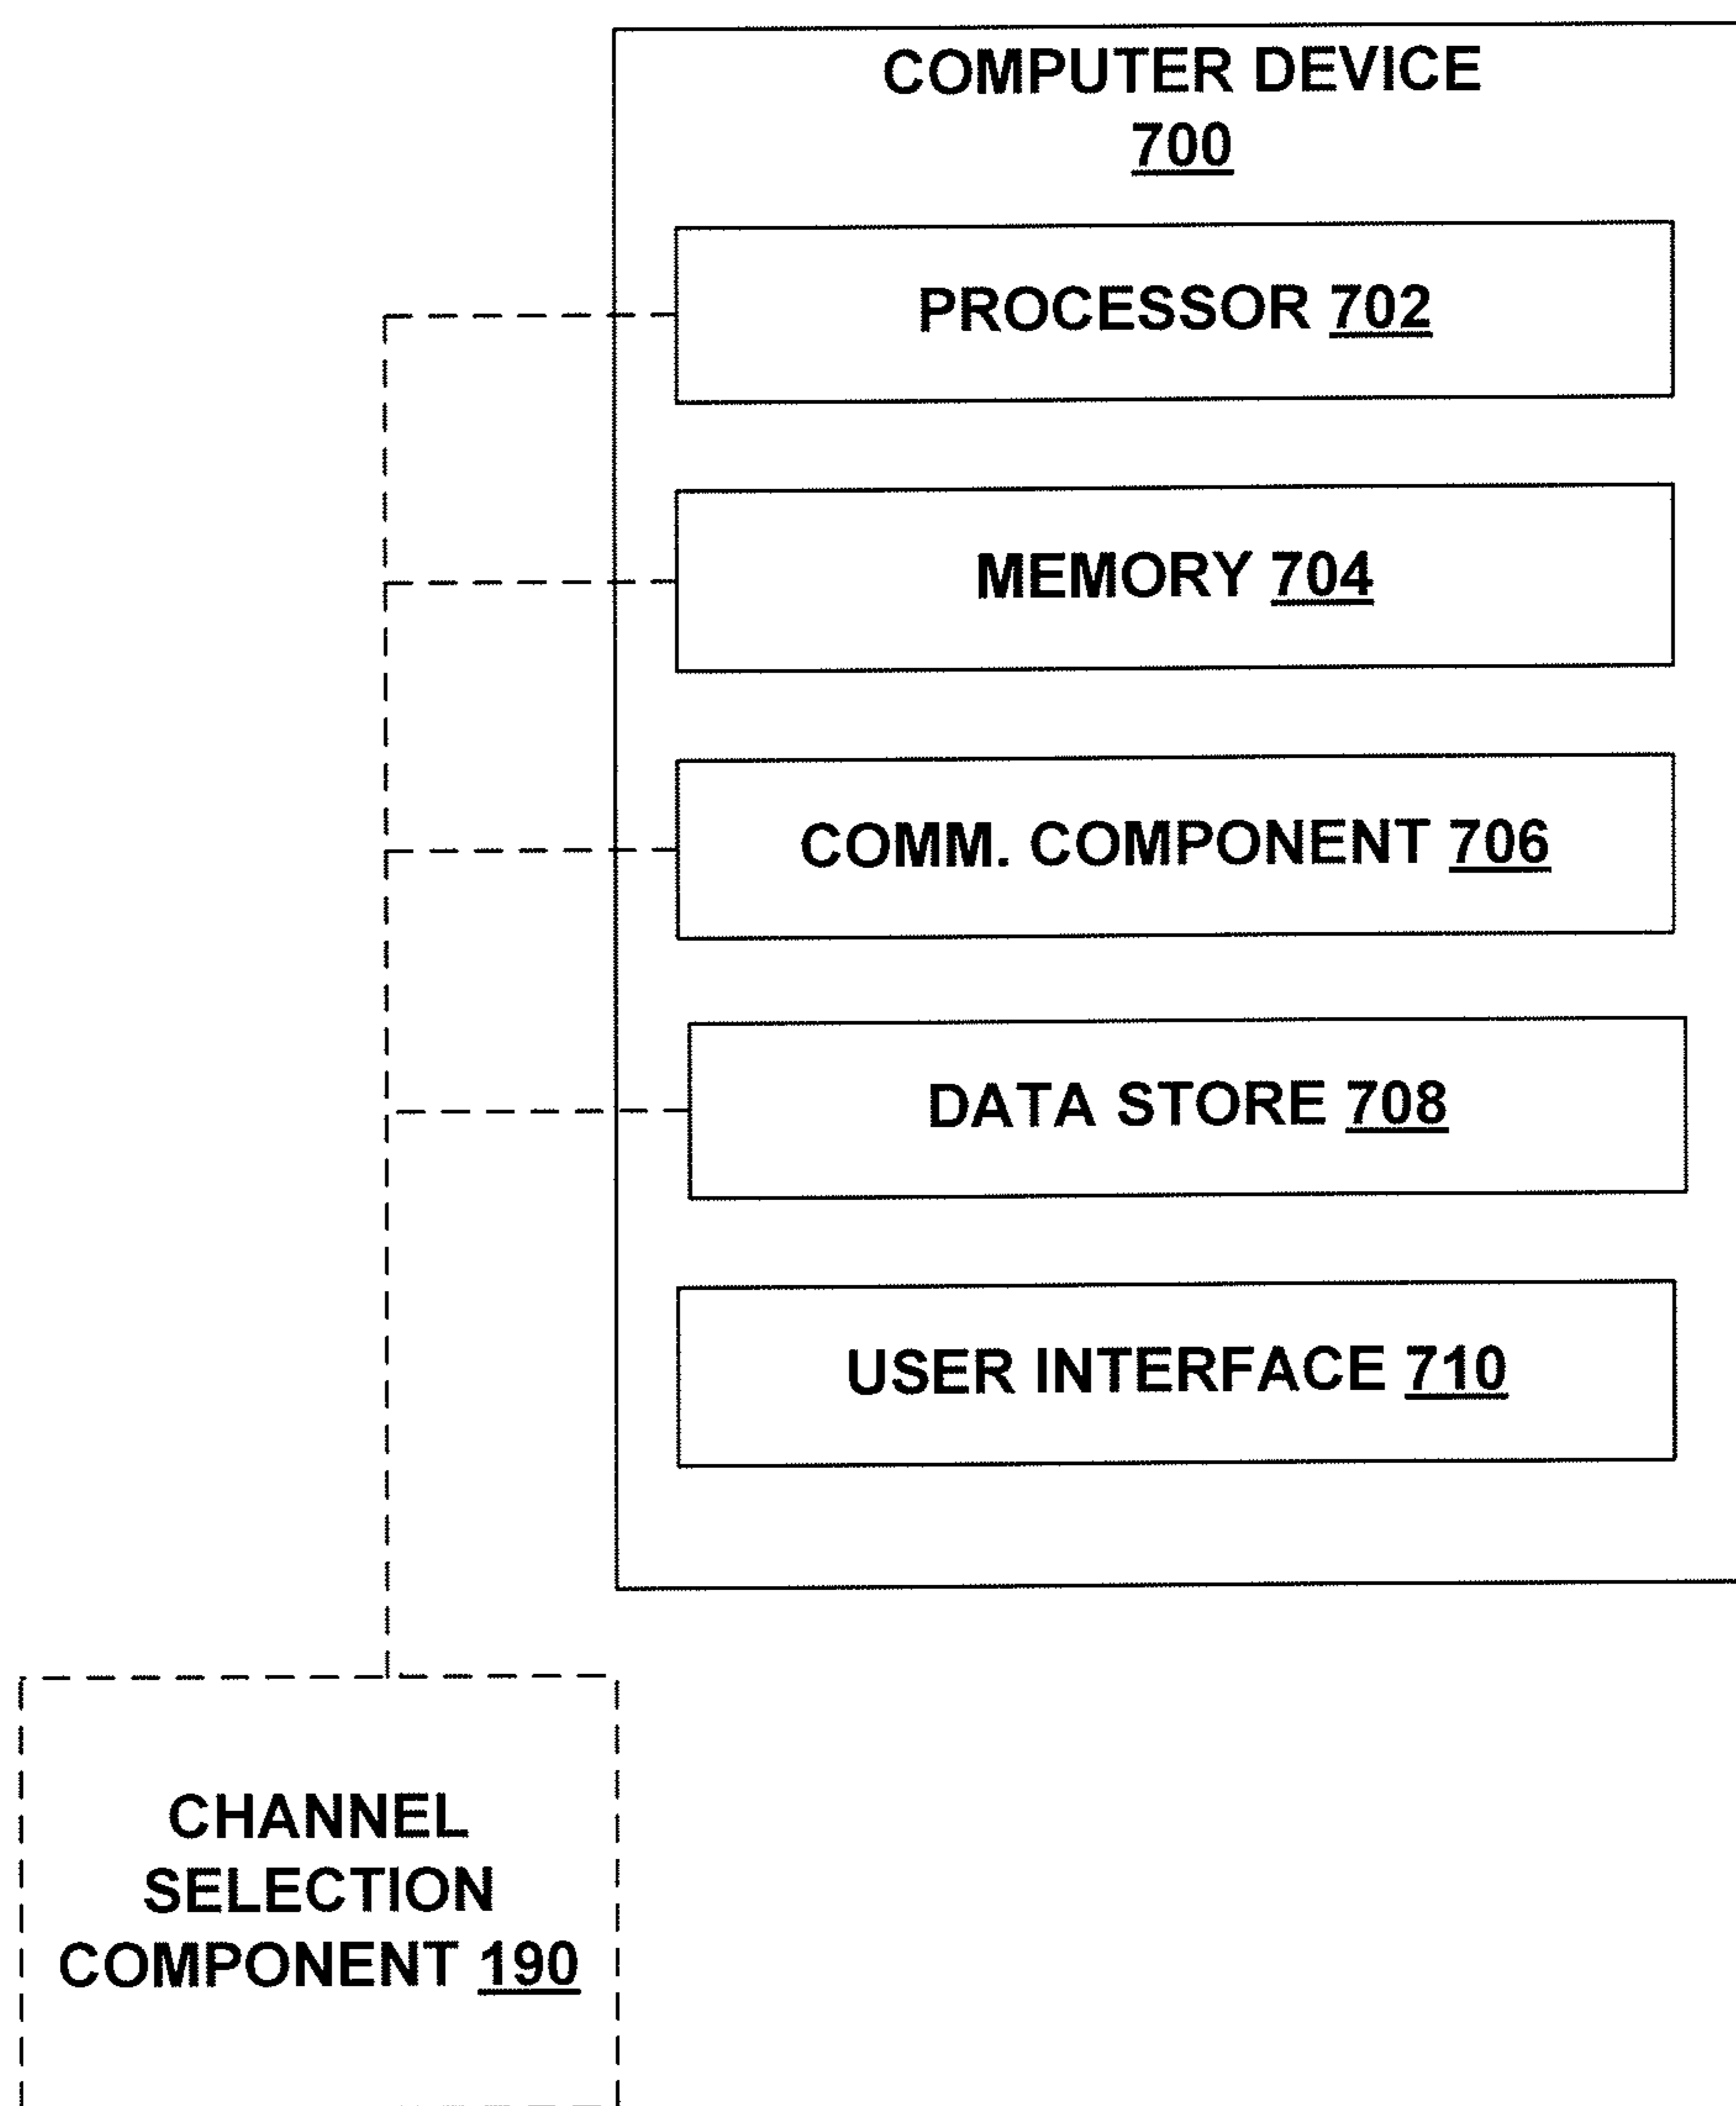 COMPUTER DEVICE
700
PROCESSOR 702
MEMORY 704
COMM. COMPONENT 706
DATA STORE 708
USER INTERFACE 710
CHANNEL
SELECTION
COMPONENT 190